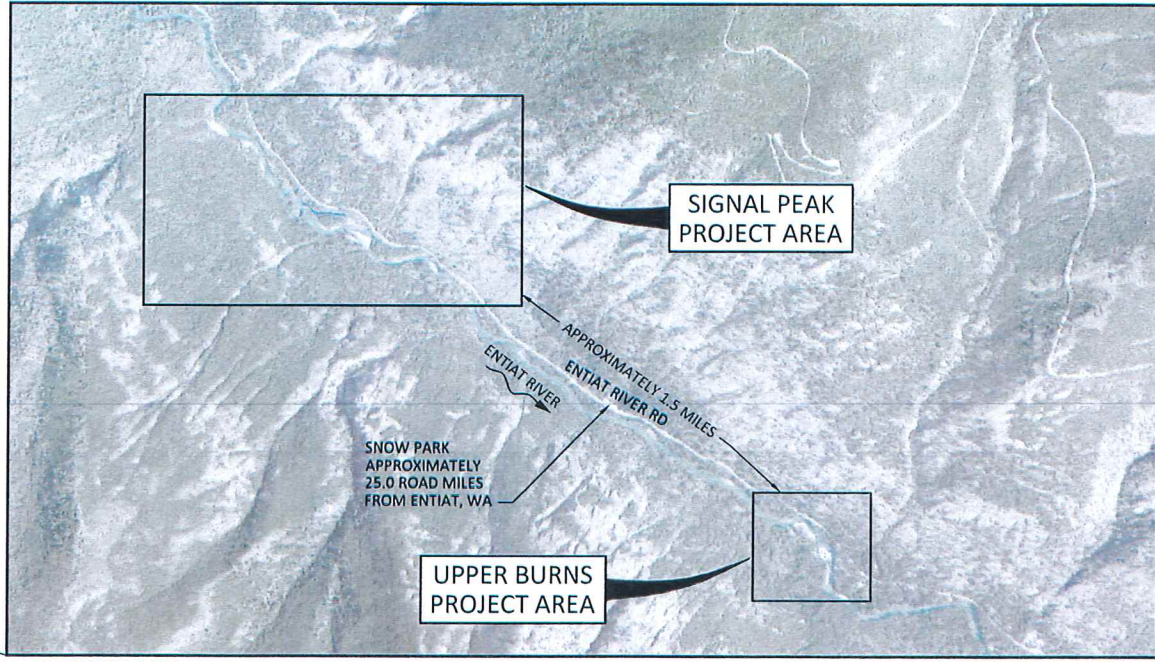 SIGNAL PEAK
PROJECT AREA
APPROXIMATELY 1.5 MILES
ENTIAT RIVER RD
ENTIAT RIVER
SNOW PARK
APPROXIMATELY
25.0 ROAD MILES
FROM ENTIAT, WA
UPPER BURNS
PROJECT AREA